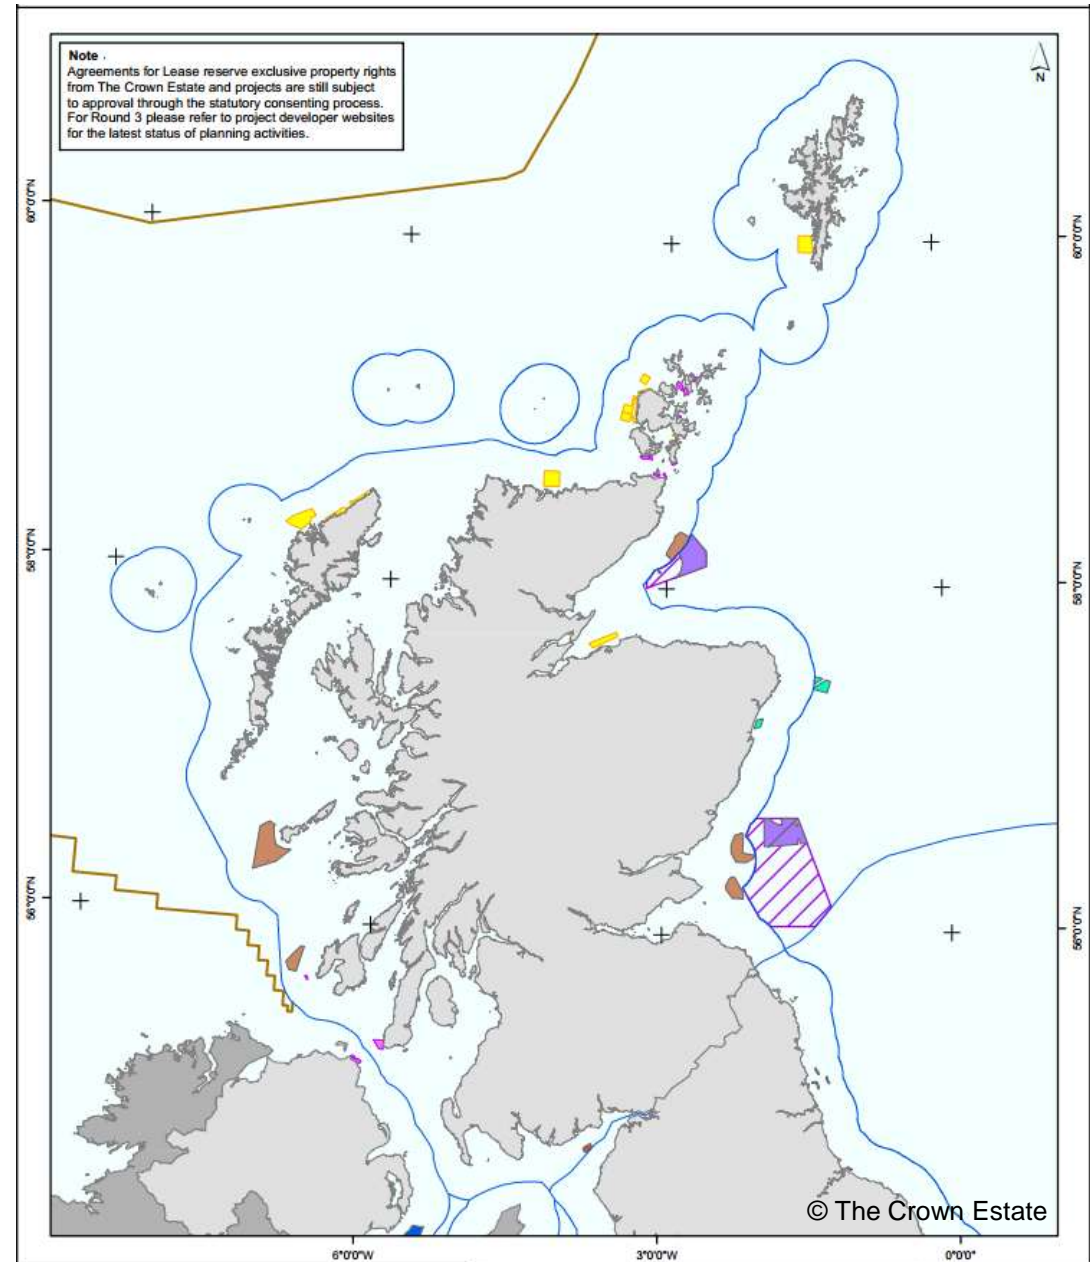 Note .
Agreements for Lease reserve exclusive property rights
from The Crown Estate and projects are still subject
to approval through the statutory consenting process.
For Round 3 please refer to project developer websites
for the latest status of planning activities.
N
60°0'0"N
60°0'0"N
58°0'0"N
58°0'0"N
56°0'0"N
56°0'0"N
© The Crown Estate
6°0'0"W
3°0'0"W
0°0'0"